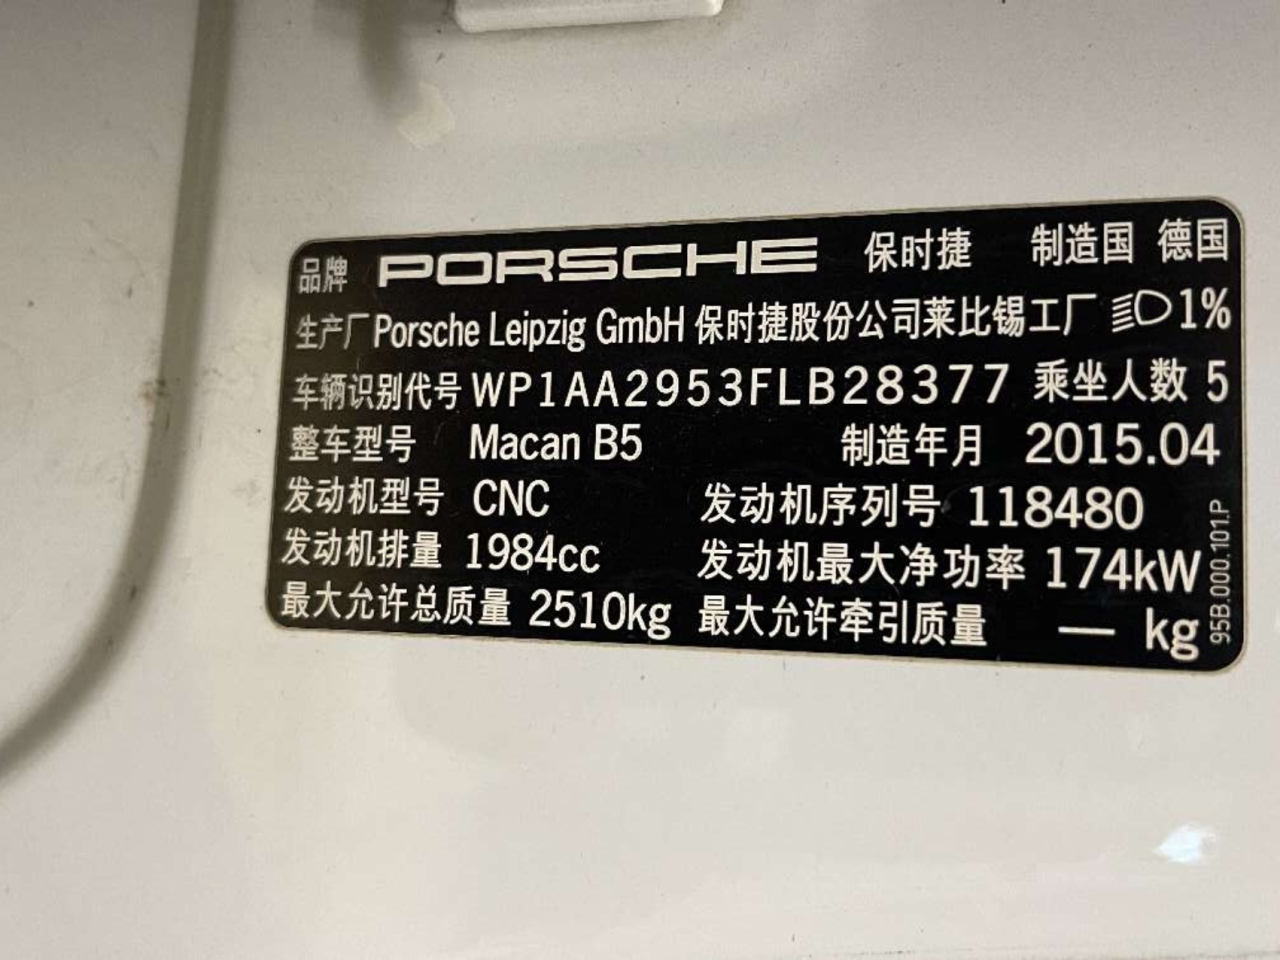 品牌 PORSCHE 保时捷 制造国 德国
生产厂 Porsche Leipzig GmbH 保时捷股份公司莱比锡工厂 1%
车辆识别代号 WP1AA2953FLB28377 乘坐人数 5
整车型号 Macan B5 制造年月 2015.04
发动机型号 CNC 发动机序列号 118480
发动机排量 1984cc 发动机最大净功率 174kW
最大允许总质量 2510kg 最大允许牵引质量 — kg
95B.000.101.P